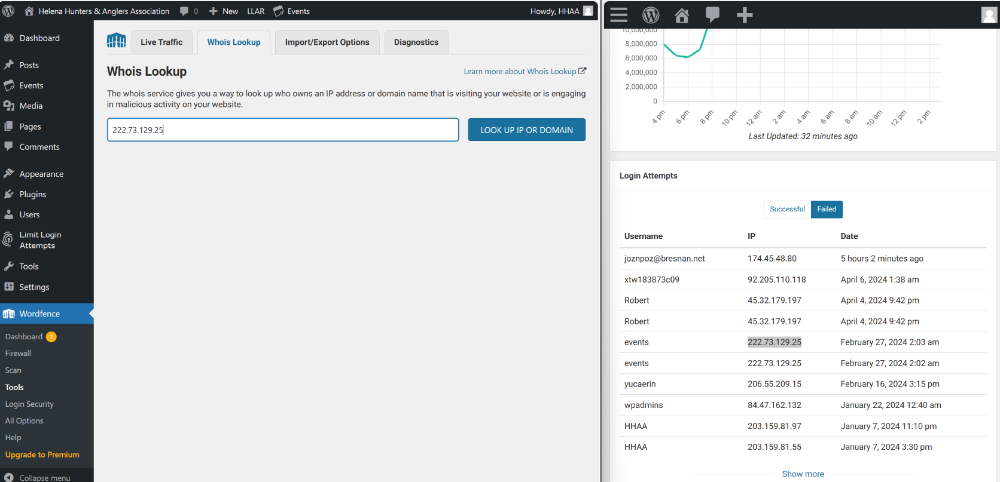 Helena Hunters & Anglers Association 0 New LLAR Events Howdy, HHAA
Dashboard
Posts
Events
Media
Pages
Comments
Appearance
Plugins
Users
Limit Login
Attempts
Tools
Settings
Wordfence
Dashboard 1
Firewall
Scan
Tools
Login Security
All Options
Help
Upgrade to Premium
Collapse menu
Live Traffic Whois Lookup Import/Export Options Diagnostics
Whois Lookup
Learn more about Whois Lookup
The whois service gives you a way to look up who owns an IP address or domain name that is visiting your website or is engaging
in malicious activity on your website.
222.73.129.25
LOOK UP IP OR DOMAIN
10,000,000
8,000,000
6,000,000
4,000,000
2,000,000
0
4 pm 6 pm 8 pm 10 pm 12 am 2 am 4 am 6 am 8 am 10 am 12 pm 2 pm
Last Updated: 32 minutes ago
Login Attempts
Successful Failed
Username IP Date
joznpoz@bresnan.net 174.45.48.80 5 hours 2 minutes ago
xtw183873c09 92.205.110.118 April 6, 2024 1:38 am
Robert 45.32.179.197 April 4, 2024 9:42 pm
Robert 45.32.179.197 April 4, 2024 9:42 pm
events 222.73.129.25 February 27, 2024 2:03 am
events 222.73.129.25 February 27, 2024 2:02 am
yucaerin 206.55.209.15 February 16, 2024 3:15 pm
wpadmins 84.47.162.132 January 22, 2024 12:40 am
HHAA 203.159.81.97 January 7, 2024 11:10 pm
HHAA 203.159.81.55 January 7, 2024 3:30 pm
Show more